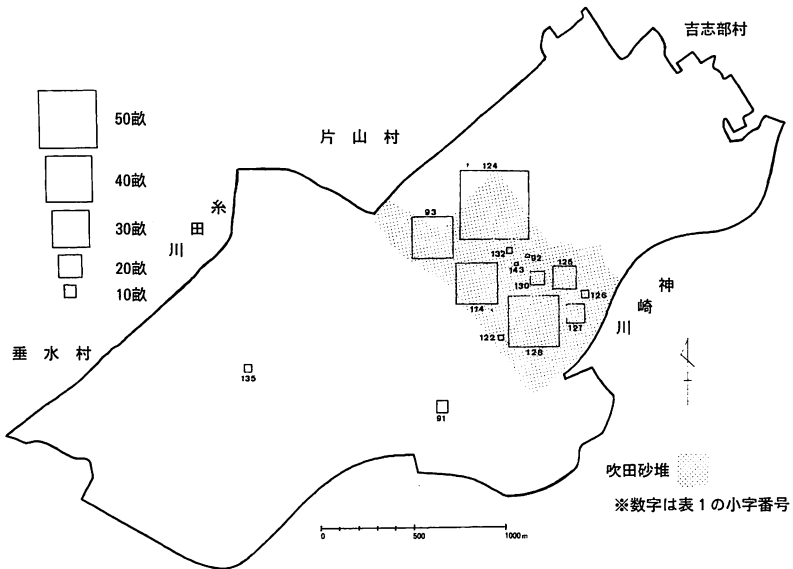 吉志部村
50畝
40畝
30畝
20畝
10畝
片山村
糸田川
垂水村
神崎川
124
93
132
92
143
130
125
126
114
127
122
128
135
91
吹田砂堆
※数字は表1の小字番号
0 500 1000m